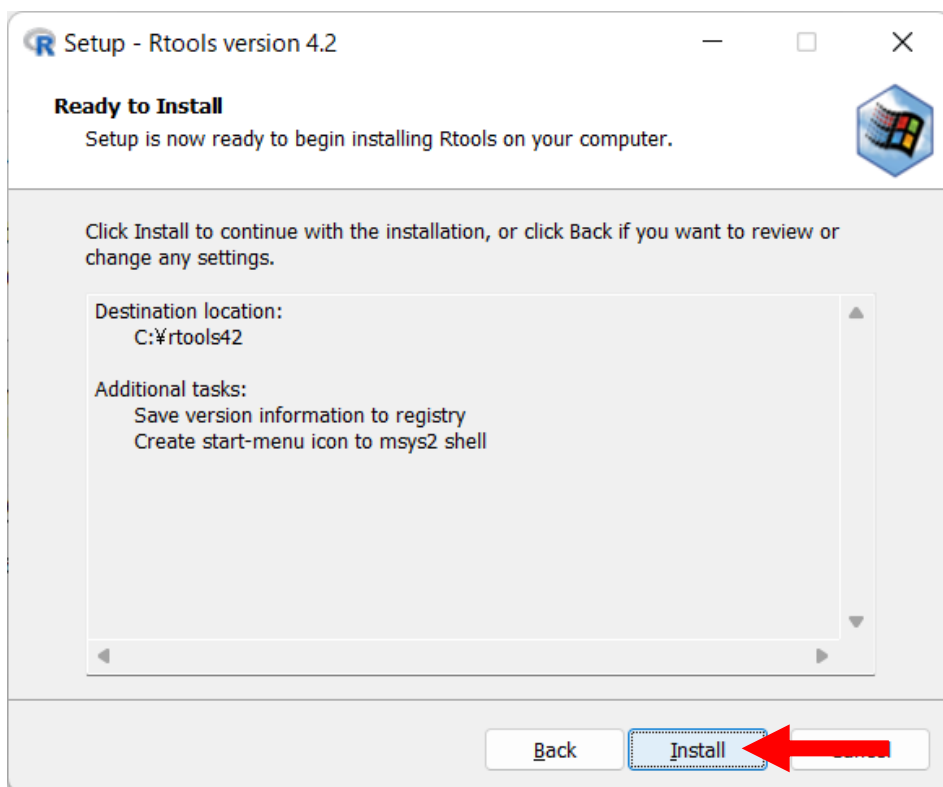 Setup - Rtools version 4.2
Ready to Install
Setup is now ready to begin installing Rtools on your computer.
Click Install to continue with the installation, or click Back if you want to review or
change any settings.
Destination location:
C:¥rtools42
Additional tasks:
Save version information to registry
Create start-menu icon to msys2 shell
Back
Install